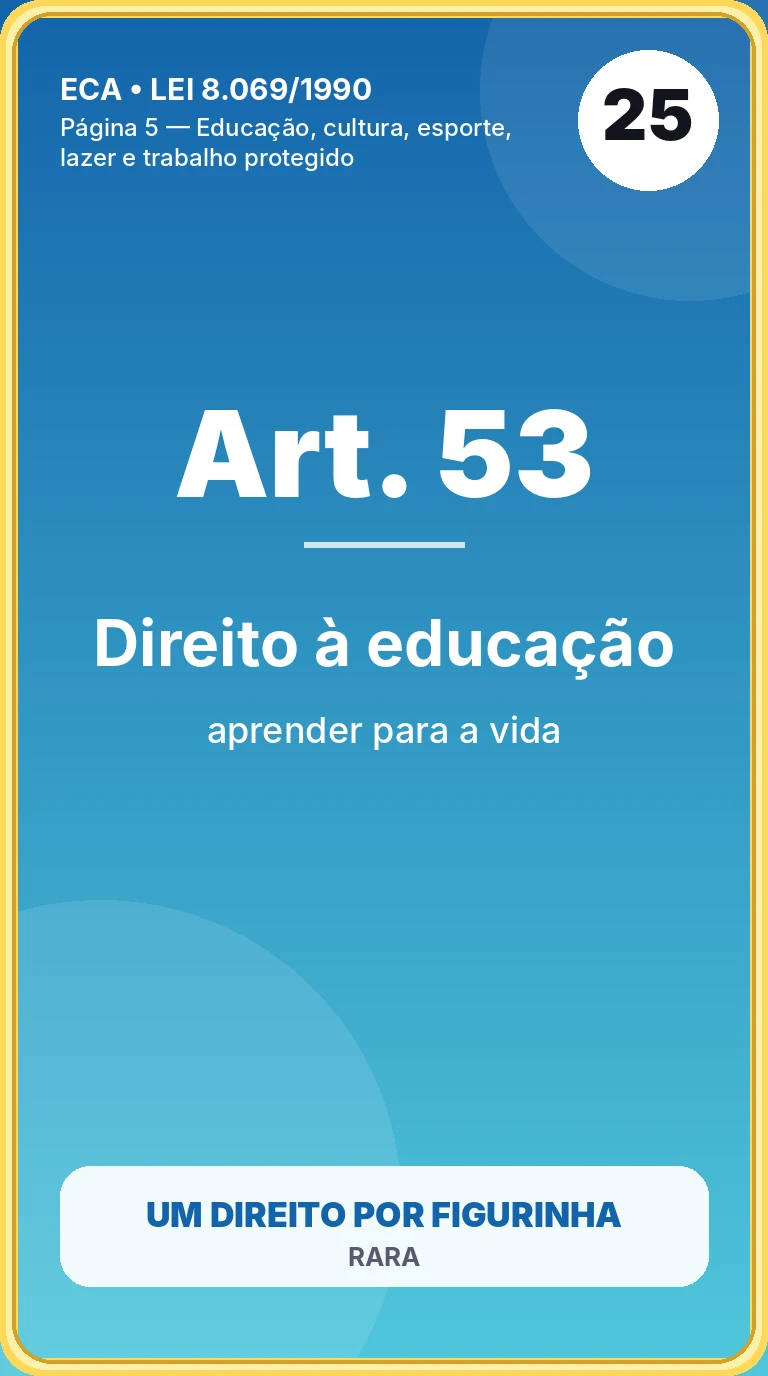 ECA • LEI 8.069/1990
Página 5 — Educação, cultura, esporte,
lazer e trabalho protegido
25
Art. 53
Direito à educação
aprender para a vida
UM DIREITO POR FIGURINHA
RARA